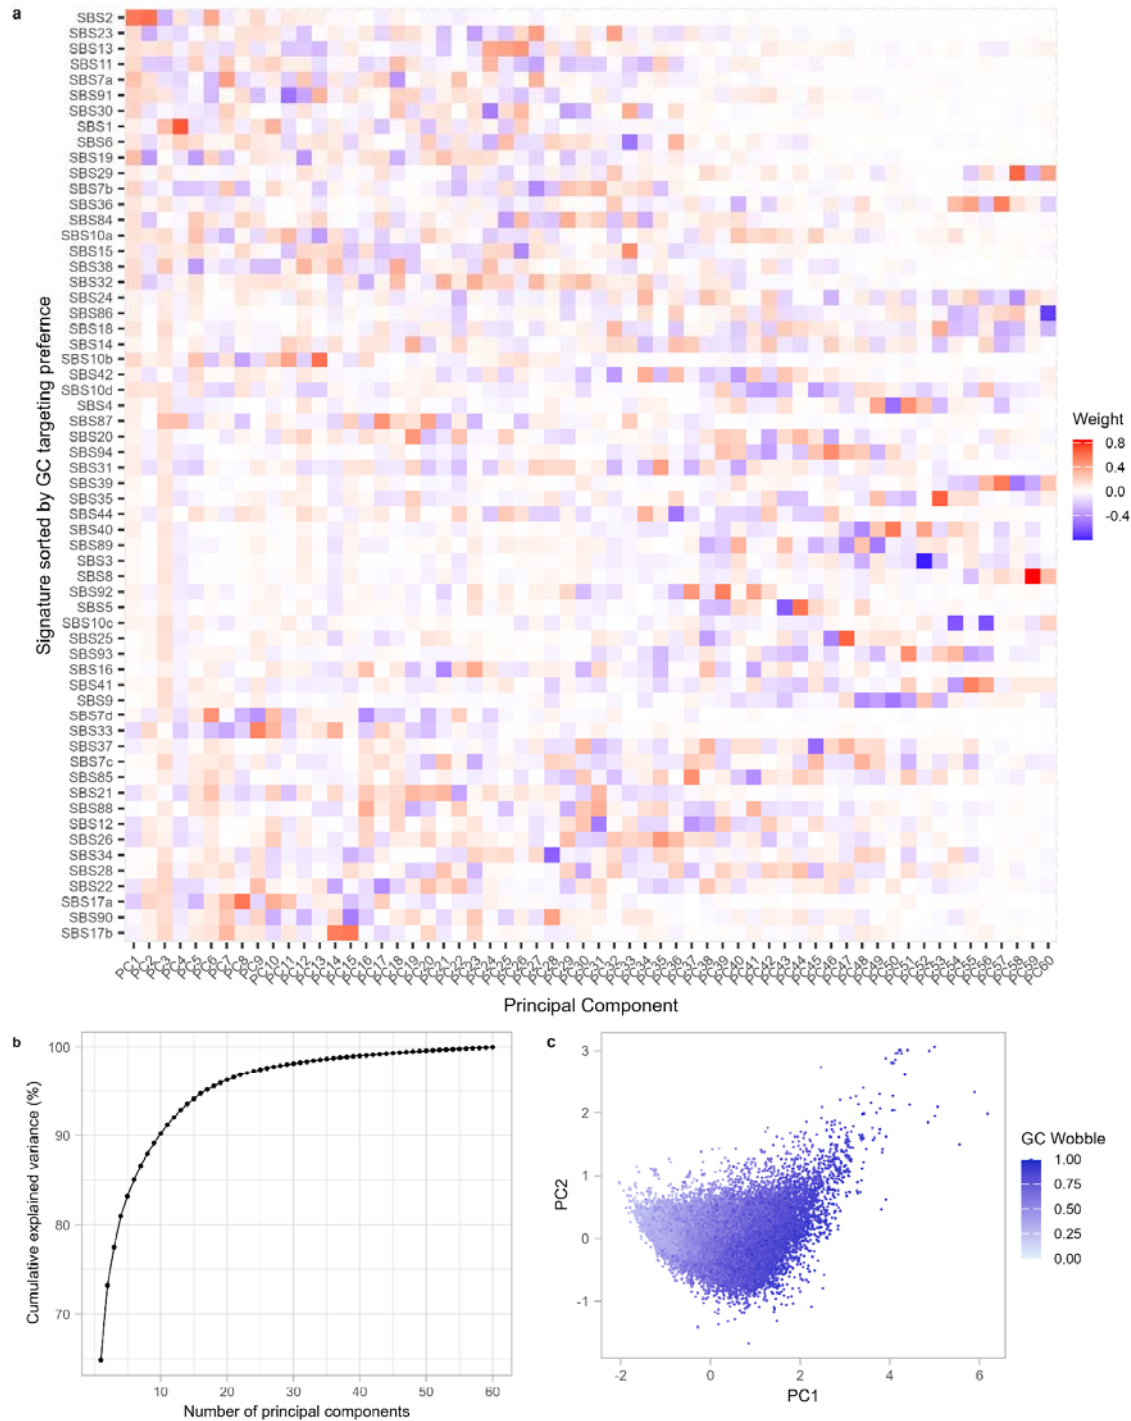 a
SBS2
SBS23
SBS13
SBS11
SBS7a
SBS91
SBS30
SBS1
SBS6
SBS19
SBS29
SBS7b
SBS36
SBS84
SBS10a
SBS15
SBS38
SBS32
SBS24
SBS86
SBS18
SBS14
SBS10b
SBS42
SBS10d
SBS4
SBS87
SBS20
SBS94
SBS31
SBS39
SBS35
SBS44
SBS40
SBS89
SBS3
SBS8
SBS92
SBS5
SBS10c
SBS25
SBS93
SBS16
SBS41
SBS9
SBS7d
SBS33
SBS37
SBS7c
SBS85
SBS21
SBS88
SBS12
SBS26
SBS34
SBS28
SBS22
SBS17a
SBS90
SBS17b
Signature sorted by GC targeting prefernce
PC1 PC2 PC3 PC4 PC5 PC6 PC7 PC8 PC9 PC10 PC11 PC12 PC13 PC14 PC15 PC16 PC17 PC18 PC19 PC20 PC21 PC22 PC23 PC24 PC25 PC26 PC27 PC28 PC29 PC30 PC31 PC32 PC33 PC34 PC35 PC36 PC37 PC38 PC39 PC40 PC41 PC42 PC43 PC44 PC45 PC46 PC47 PC48 PC49 PC50 PC51 PC52 PC53 PC54 PC55 PC56 PC57 PC58 PC59 PC60
Principal Component
Weight
0.8
0.4
0.0
-0.4
b
100
90
80
70
Cumulative explained variance (%)
10 20 30 40 50 60
Number of principal components
c
3
2
1
0
-1
PC2
-2 0 2 4 6
PC1
GC Wobble
1.00
0.75
0.50
0.25
0.00